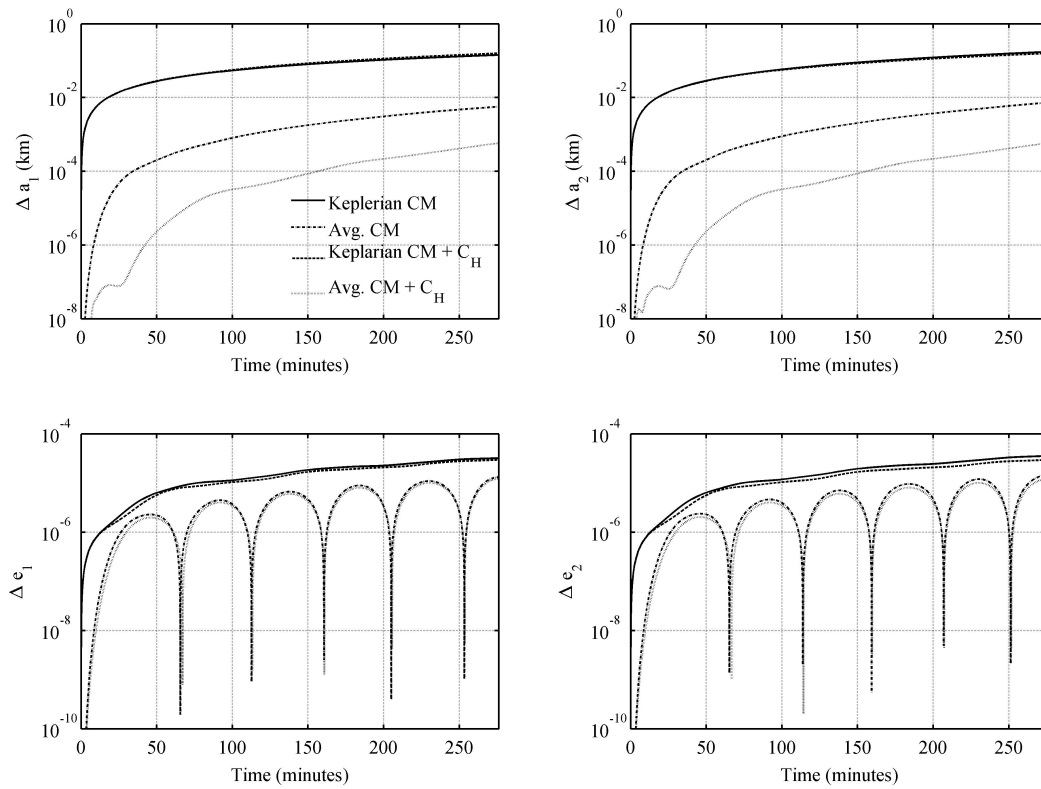 10^0
10^-2
10^-4
10^-6
10^-8
Δ a_1 (km)
0 50 100 150 200 250
Time (minutes)
Keplerian CM
Avg. CM
Keplarian CM + C_H
Avg. CM + C_H
10^0
10^-2
10^-4
10^-6
10^-8
Δ a_2 (km)
0 50 100 150 200 250
Time (minutes)
10^-4
10^-6
10^-8
10^-10
Δ e_1
0 50 100 150 200 250
Time (minutes)
10^-4
10^-6
10^-8
10^-10
Δ e_2
0 50 100 150 200 250
Time (minutes)